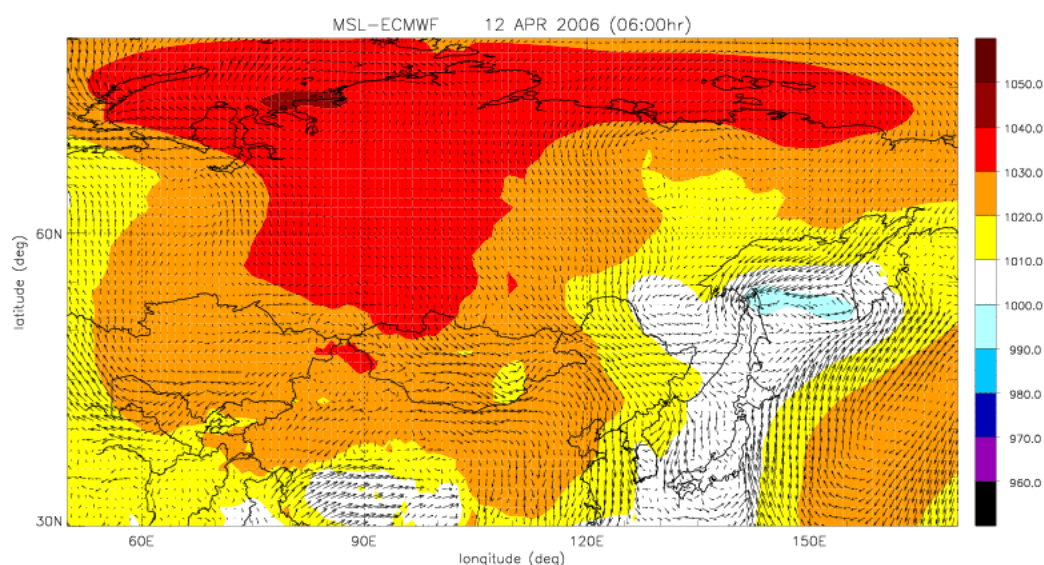 MSL-ECMWF 12 APR 2006 (06:00hr)
1050.0
1040.0
1030.0
1020.0
1010.0
1000.0
990.0
980.0
970.0
960.0
latitude (deg)
60N
30N
60E 90E 120E 150E
longitude (deg)